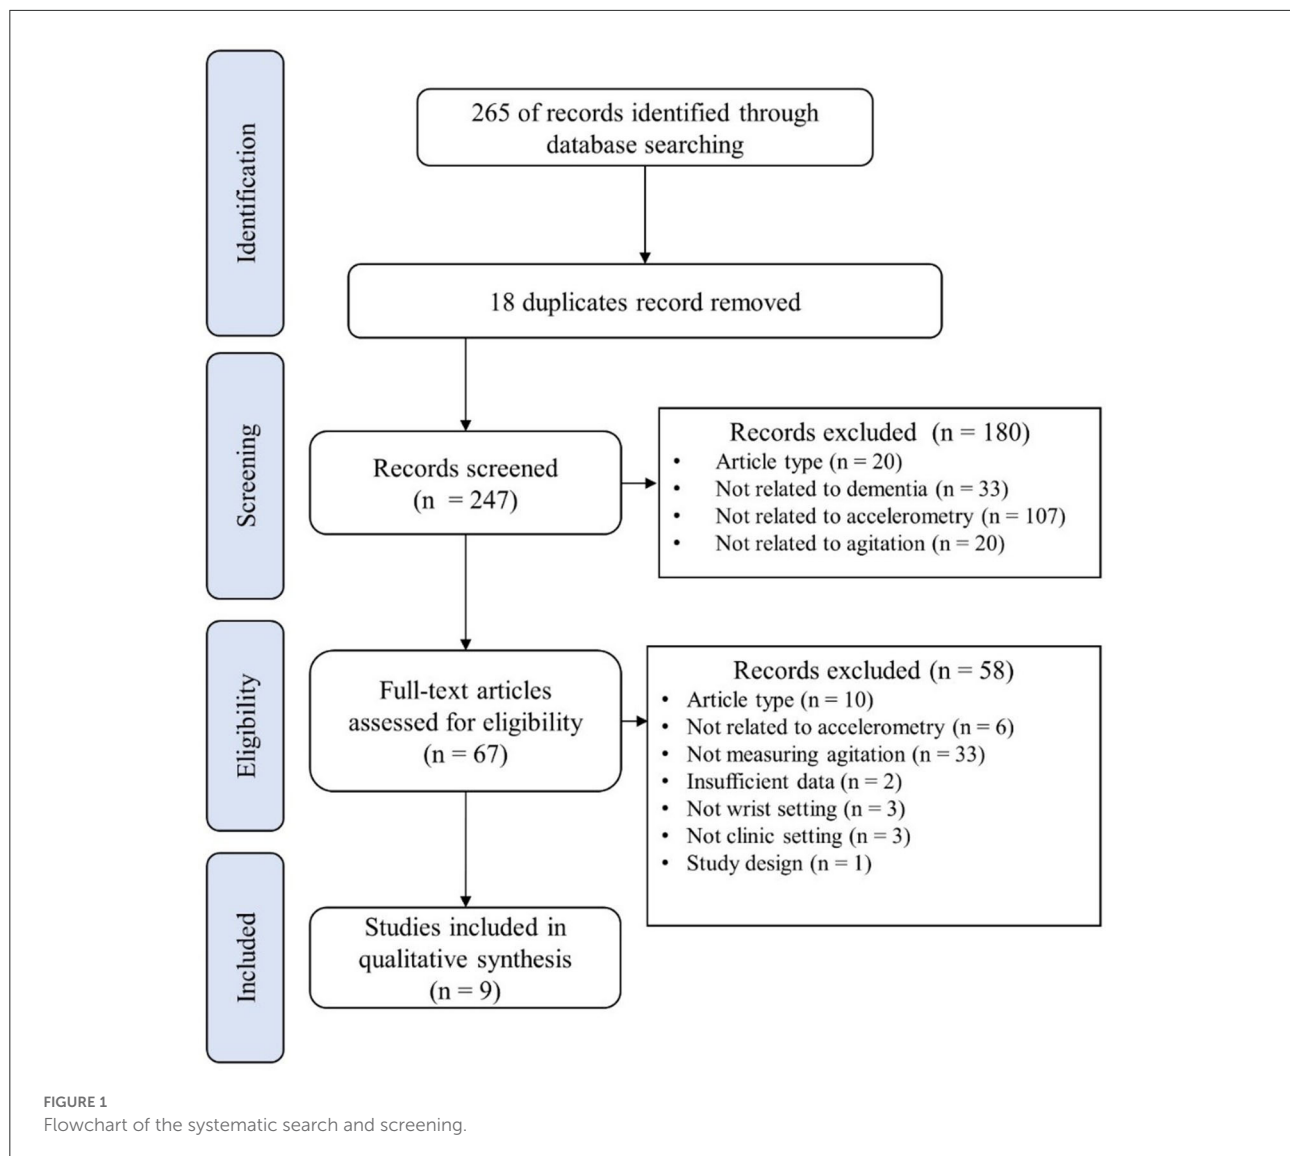 Identification
265 of records identified through
database searching
18 duplicates record removed
Screening
Records screened
(n = 247)
Records excluded (n = 180)
• Article type (n = 20)
• Not related to dementia (n = 33)
• Not related to accelerometry (n = 107)
• Not related to agitation (n = 20)
Eligibility
Full-text articles
assessed for eligibility
(n = 67)
Records excluded (n = 58)
• Article type (n = 10)
• Not related to accelerometry (n = 6)
• Not measuring agitation (n = 33)
• Insufficient data (n = 2)
• Not wrist setting (n = 3)
• Not clinic setting (n = 3)
• Study design (n = 1)
Included
Studies included in
qualitative synthesis
(n = 9)
FIGURE 1
Flowchart of the systematic search and screening.